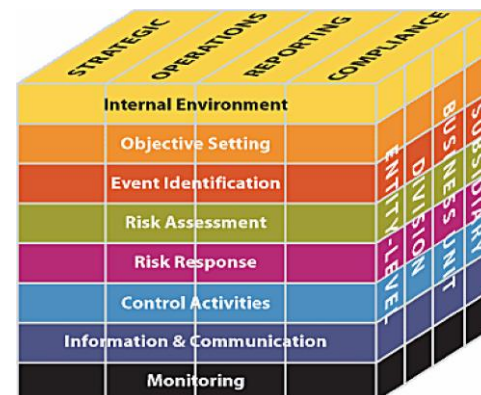 STRATEGIC
OPERATIONS
REPORTING
COMPLIANCE
Internal Environment
Objective Setting
Event Identification
Risk Assessment
Risk Response
Control Activities
Information & Communication
Monitoring
ENTITY-LEVEL
DIVISION
BUSINESS UNIT
SUBSIDIARY